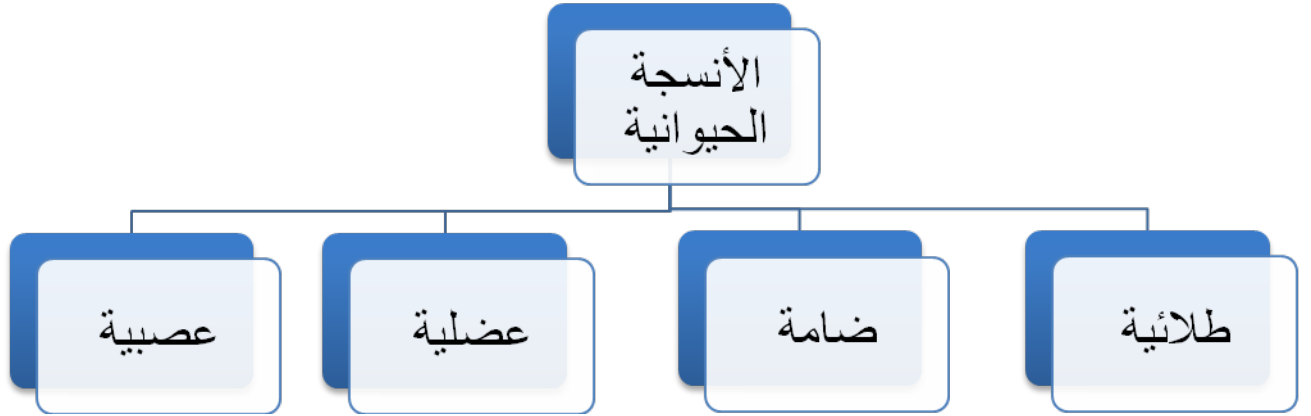 الأنسجة
الحيوانية
طلائية
ضامة
عضلية
عصبية